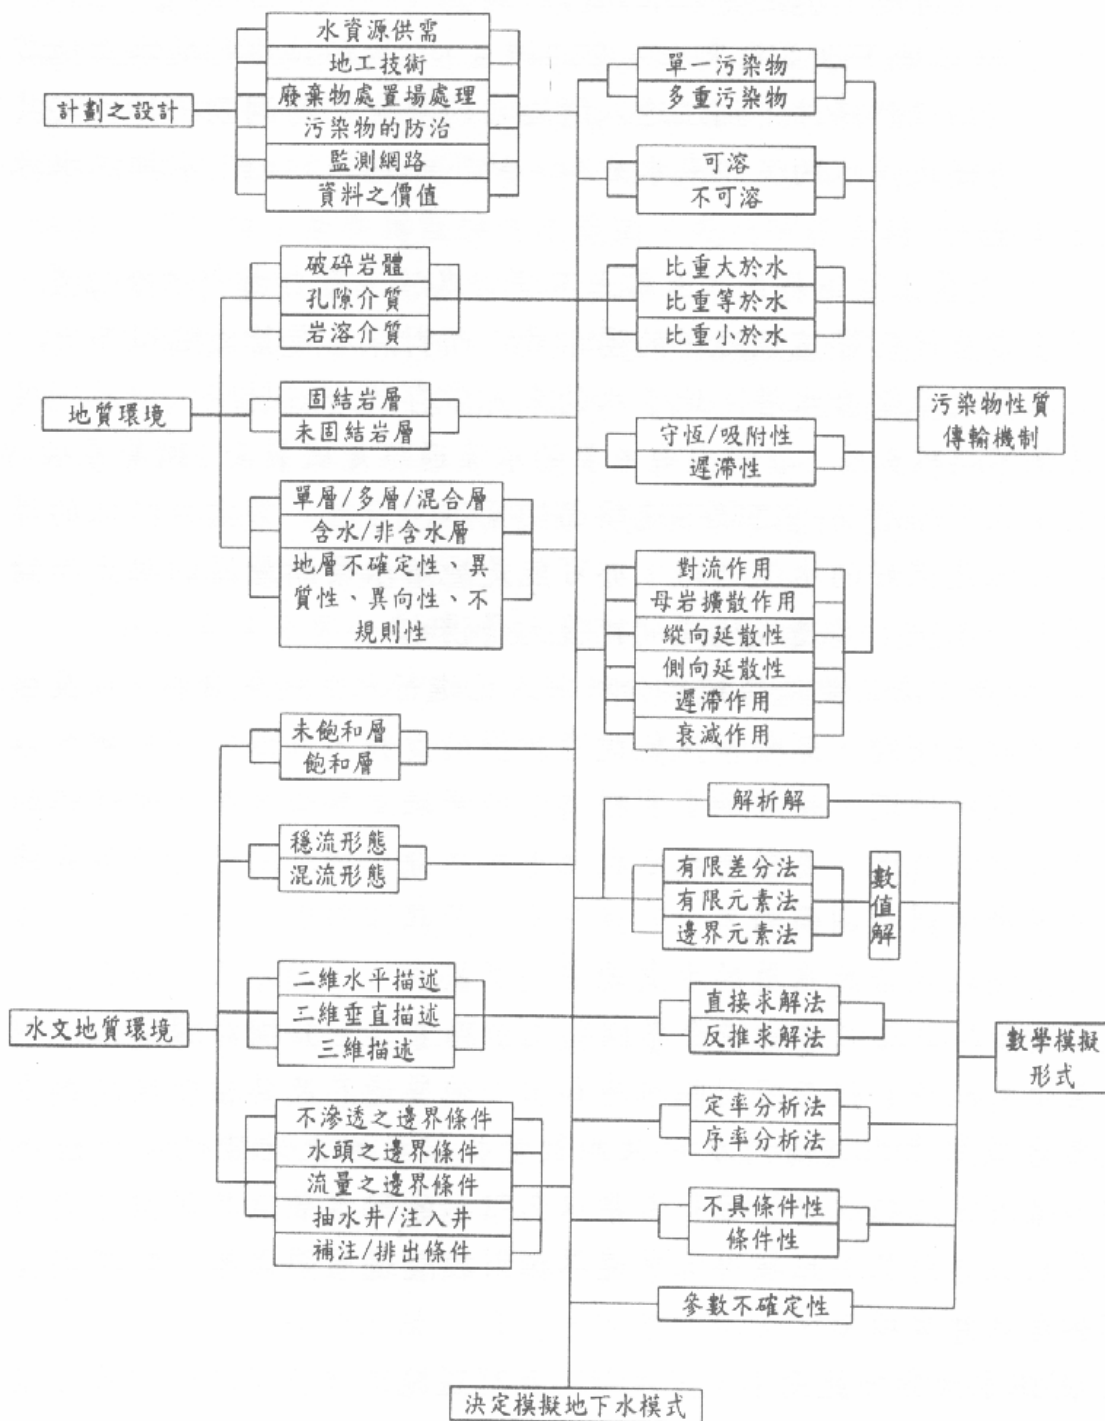 計劃之設計
水資源供需
地工技術
廢棄物處置場處理
污染物的防治
監測網路
資料之價值
地質環境
破碎岩體
孔隙介質
岩溶介質
固結岩層
未固結岩層
單層/多層/混合層
含水/非含水層
地層不確定性、異
質性、異向性、不
規則性
水文地質環境
未飽和層
飽和層
穩流形態
混流形態
二維水平描述
二維垂直描述
三維描述
不滲透之邊界條件
水頭之邊界條件
流量之邊界條件
抽水井/注入井
補注/排出條件
單一污染物
多重污染物
可溶
不可溶
比重大於水
比重等於水
比重小於水
守恆/吸附性
遲滯性
對流作用
母岩擴散作用
縱向延散性
側向延散性
遲滯作用
衰減作用
污染物性質
傳輸機制
解析解
有限差分法
有限元素法
邊界元素法
數值解
直接求解法
反推求解法
定率分析法
序率分析法
不具條件性
條件性
參數不確定性
數學模擬
形式
決定模擬地下水模式